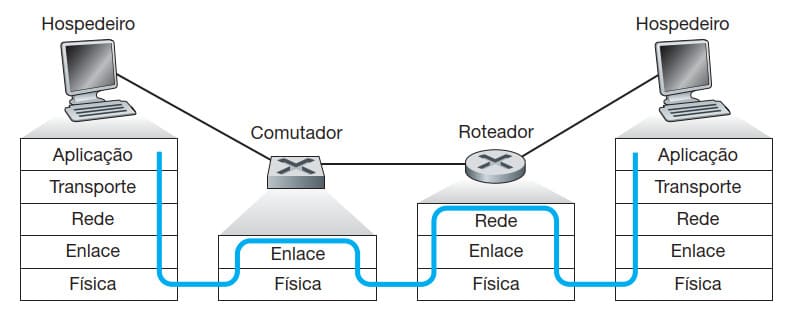 Hospedeiro
Hospedeiro
Comutador
Roteador
Aplicação
Transporte
Rede
Enlace
Física
Enlace
Física
Rede
Enlace
Física
Aplicação
Transporte
Rede
Enlace
Física